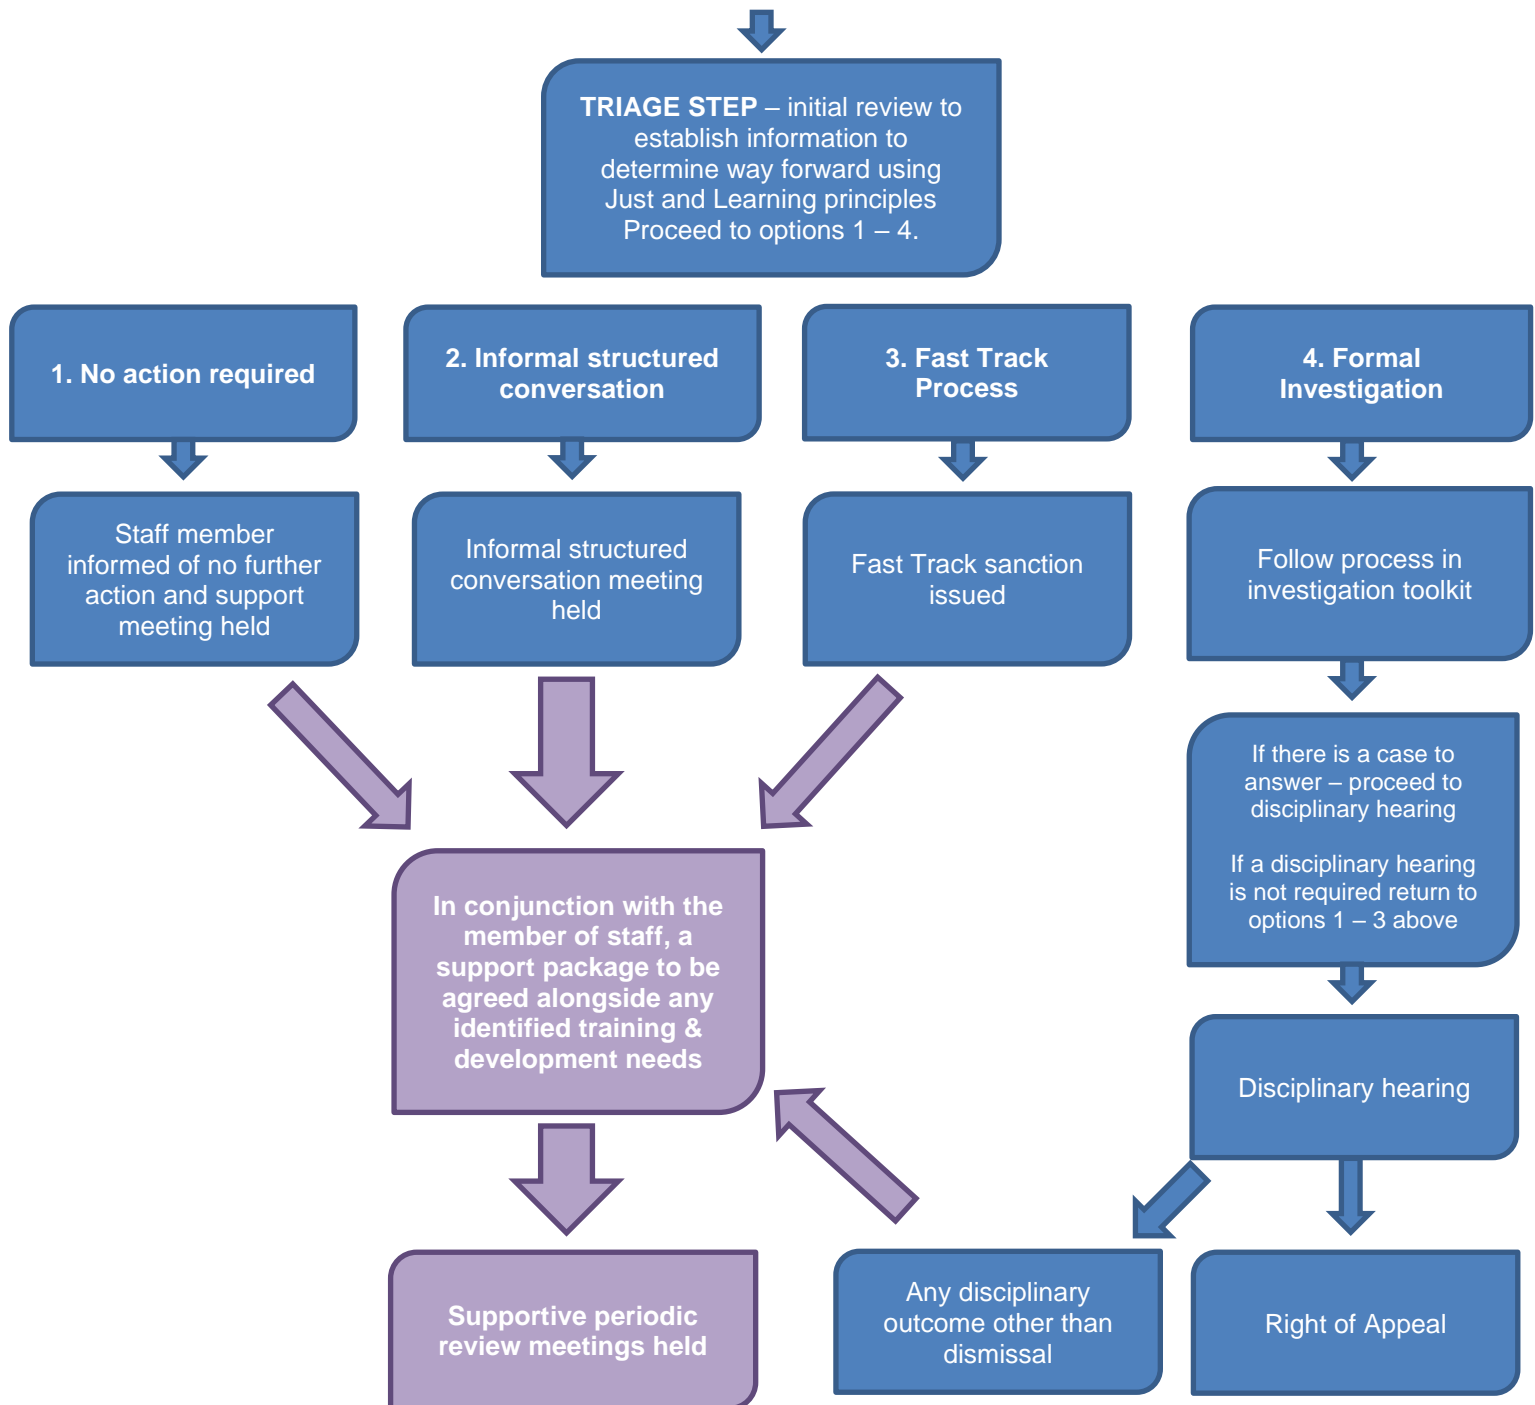 TRIAGE STEP – initial review to
establish information to
determine way forward using
Just and Learning principles
Proceed to options 1 – 4.
1. No action required
2. Informal structured
conversation
3. Fast Track
Process
4. Formal
Investigation
Staff member
informed of no further
action and support
meeting held
Informal structured
conversation meeting
held
Fast Track sanction
issued
Follow process in
investigation toolkit
If there is a case to
answer – proceed to
disciplinary hearing
If a disciplinary hearing
is not required return to
options 1 – 3 above
In conjunction with the
member of staff, a
support package to be
agreed alongside any
identified training &
development needs
Disciplinary hearing
Supportive periodic
review meetings held
Any disciplinary
outcome other than
dismissal
Right of Appeal